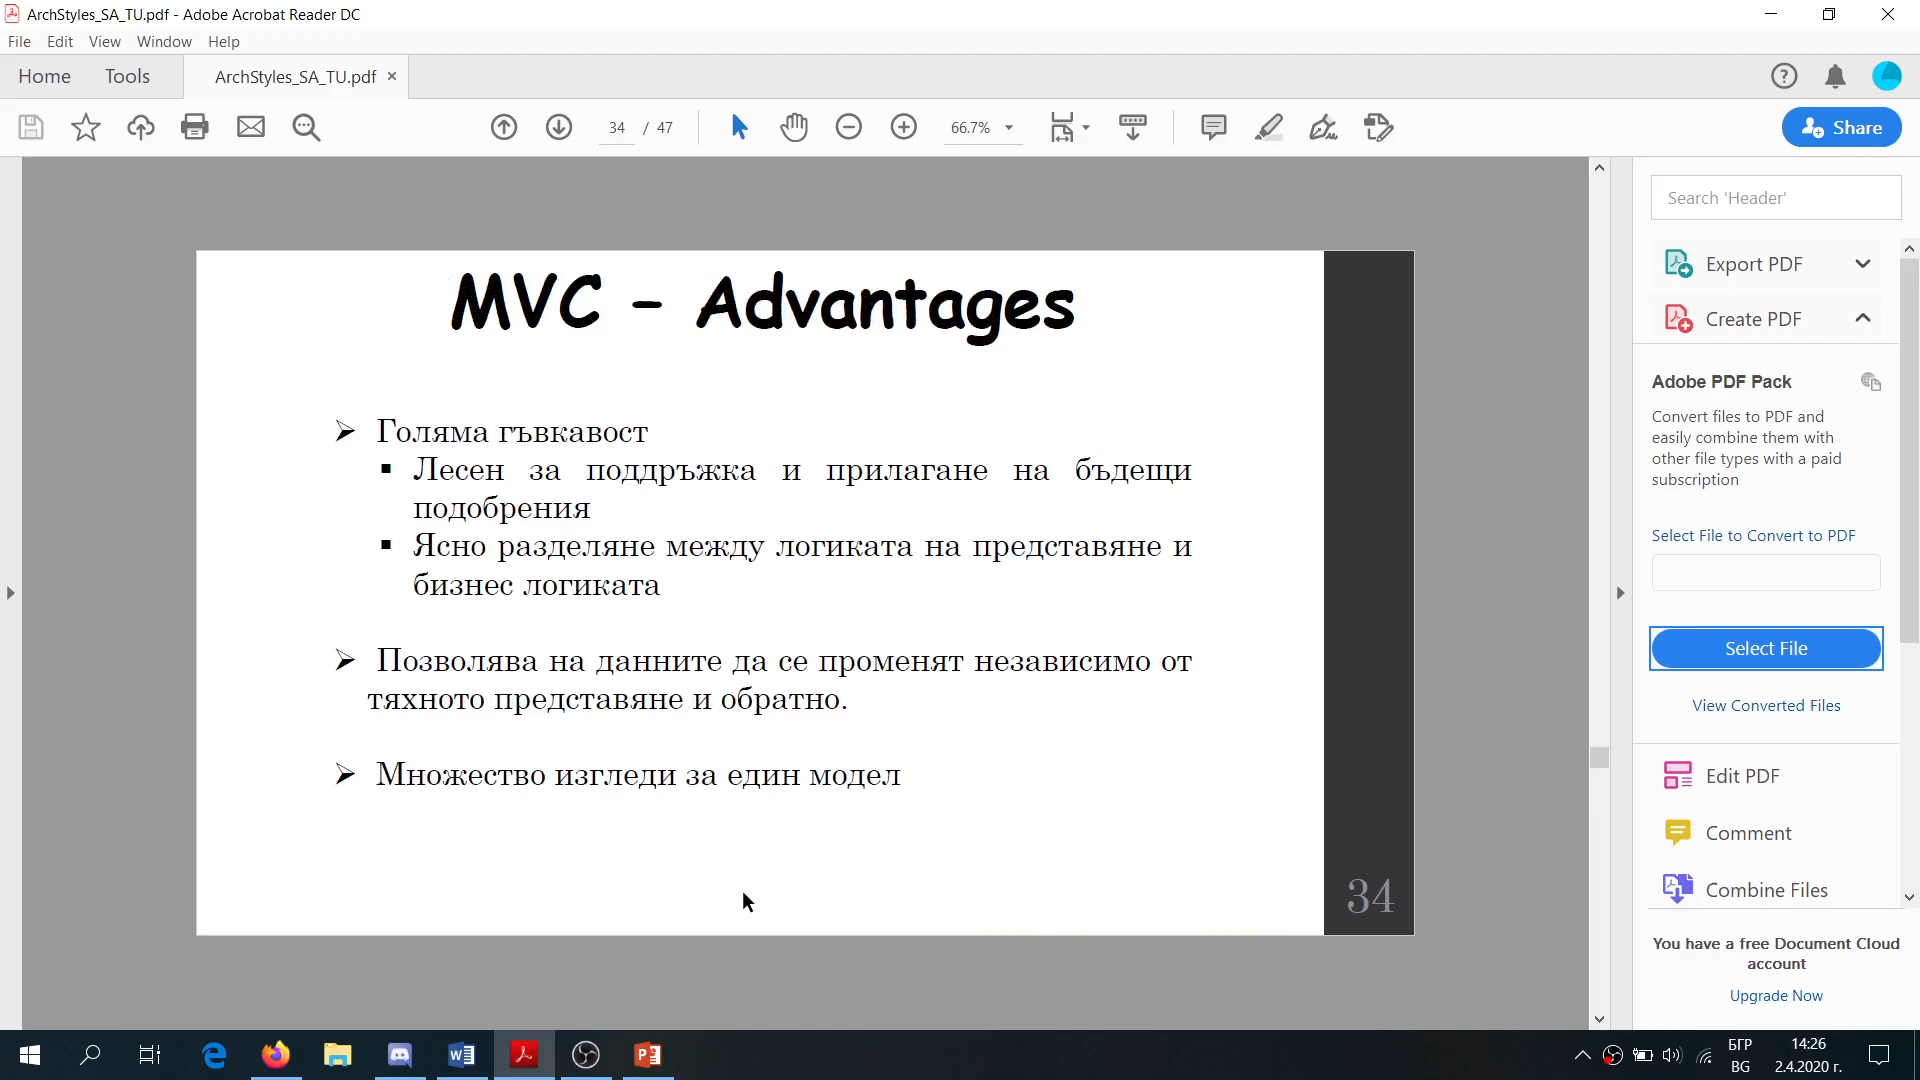 ArchStyles_SA_TU.pdf - Adobe Acrobat Reader DC
File Edit View Window Help
Home Tools ArchStyles_SA_TU.pdf ×
34 / 47 66.7% Share
Search 'Header'
Export PDF
Create PDF
Adobe PDF Pack
Convert files to PDF and
easily combine them with
other file types with a paid
subscription
Select File to Convert to PDF
Select File
View Converted Files
Edit PDF
Comment
Combine Files
You have a free Document Cloud
account
Upgrade Now
MVC – Advantages
➢ Голяма гъвкавост
▪ Лесен за поддръжка и прилагане на бъдещи
подобрения
▪ Ясно разделяне между логиката на представяне и
бизнес логиката
➢ Позволява на данните да се променят независимо от
тяхното представяне и обратно.
➢ Множество изгледи за един модел
34
БГР
BG
14:26
2.4.2020 г.